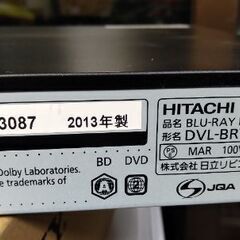 3087 2013年製
Dolby Laboratories.
e trademarks of
BD DVD
A 2
HITACHI
品名 BLU-RAY
形 DVL-BR
PS E MAR 100V
株式会社 日立リビ
JQA